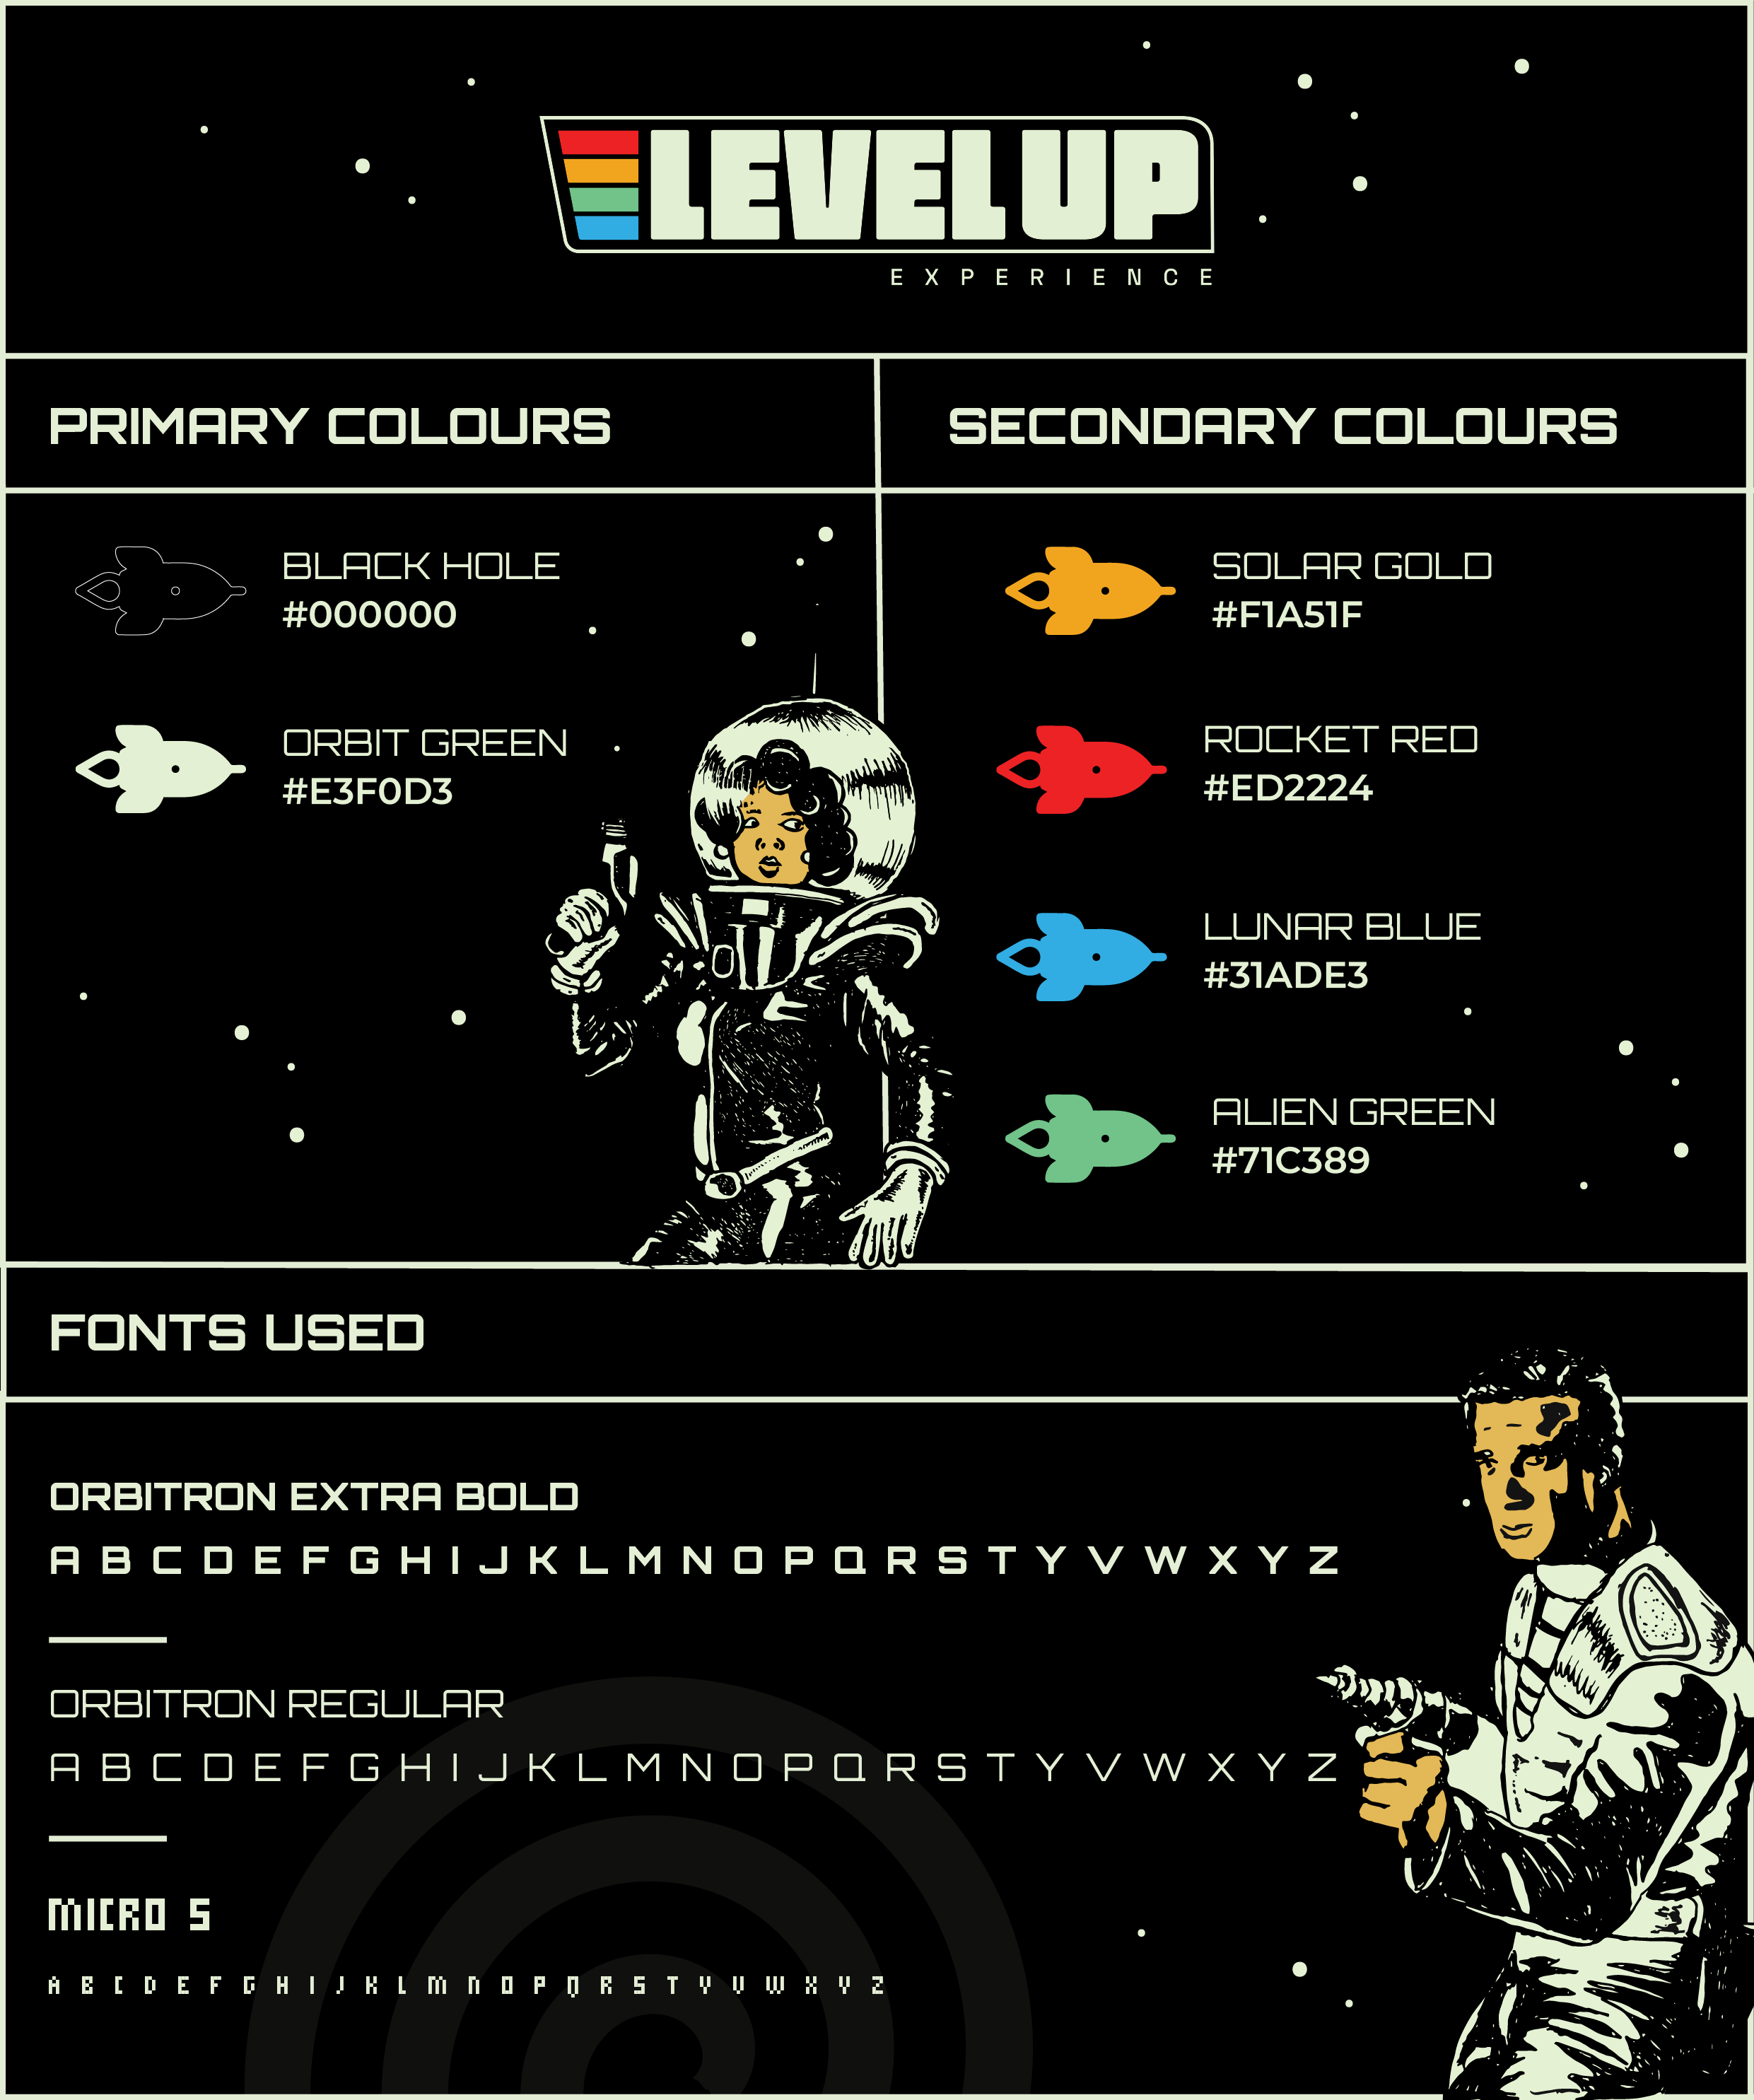 LEVEL UP
EXPERIENCE
PRIMARY COLOURS
SECONDARY COLOURS
BLACK HOLE
#000000
ORBIT GREEN
#E3F0D3
SOLAR GOLD
#F1A51F
ROCKET RED
#ED2224
LUNAR BLUE
#31ADE3
ALIEN GREEN
#71C389
FONTS USED
ORBITRON EXTRA BOLD
A B C D E F G H I J K L M N O P Q R S T Y V W X Y Z
ORBITRON REGULAR
A B C D E F G H I J K L M N O P Q R S T Y V W X Y Z
MICRO 5
A B C D E F G H I J K L M N O P Q R S T Y V W X Y Z